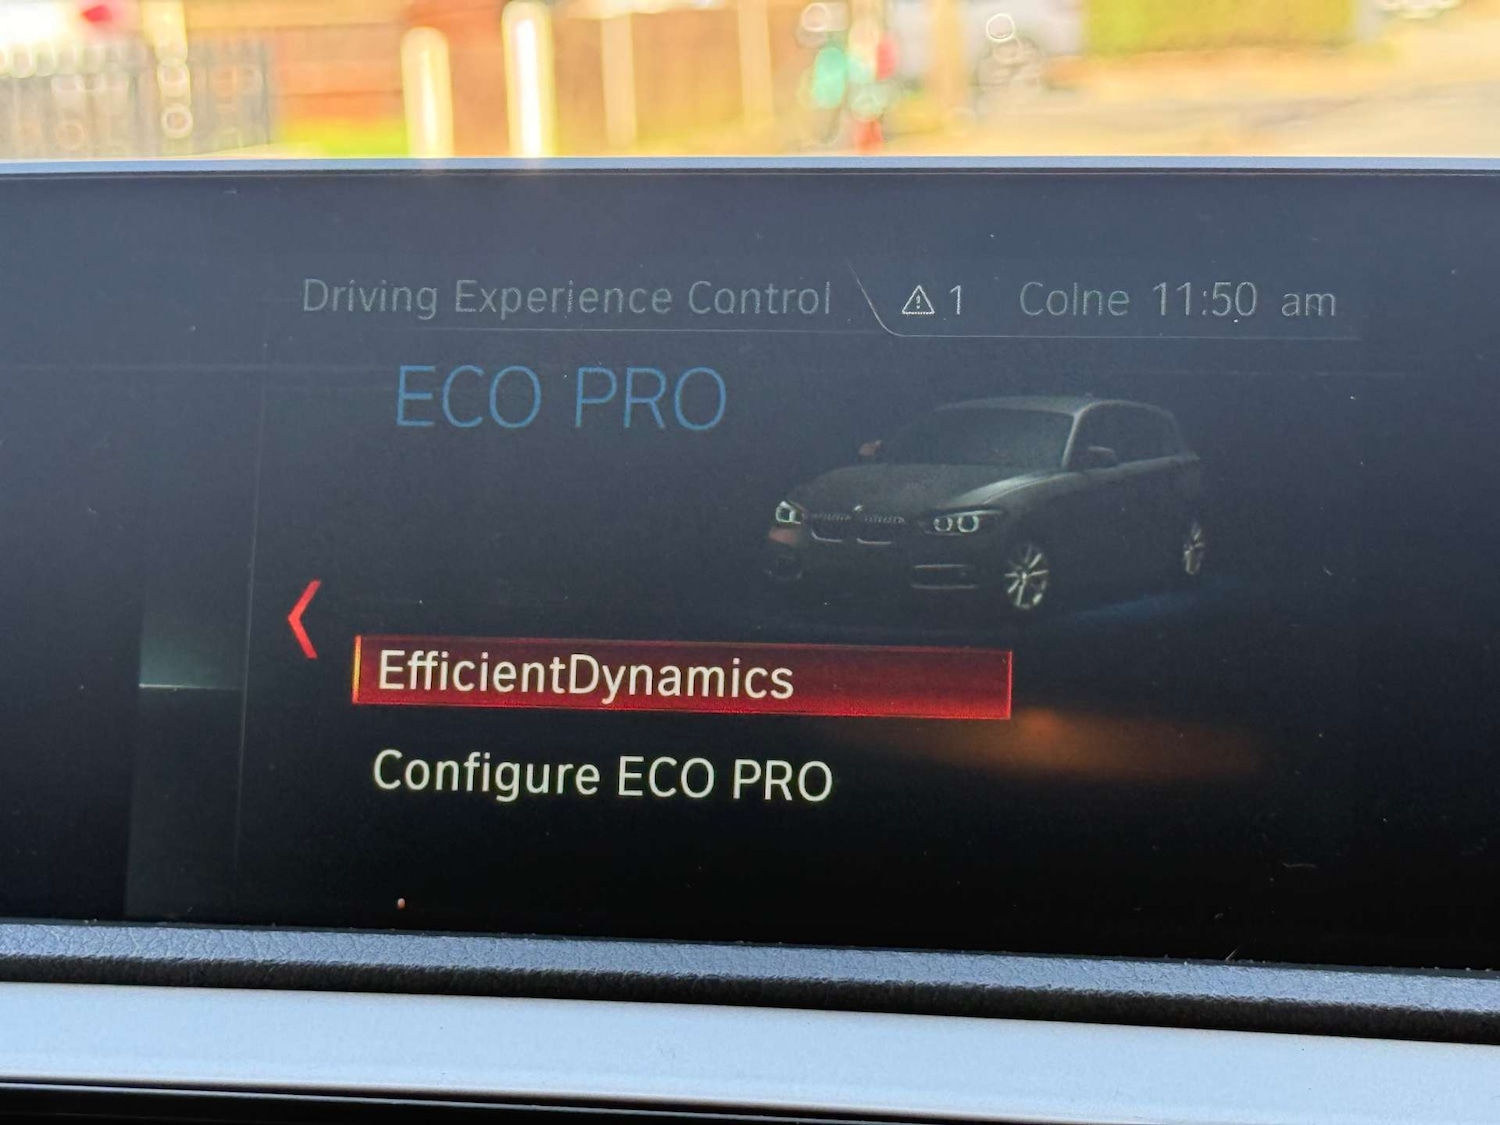 Driving Experience Control
1
Colne 11:50 am
ECO PRO
EfficientDynamics
Configure ECO PRO